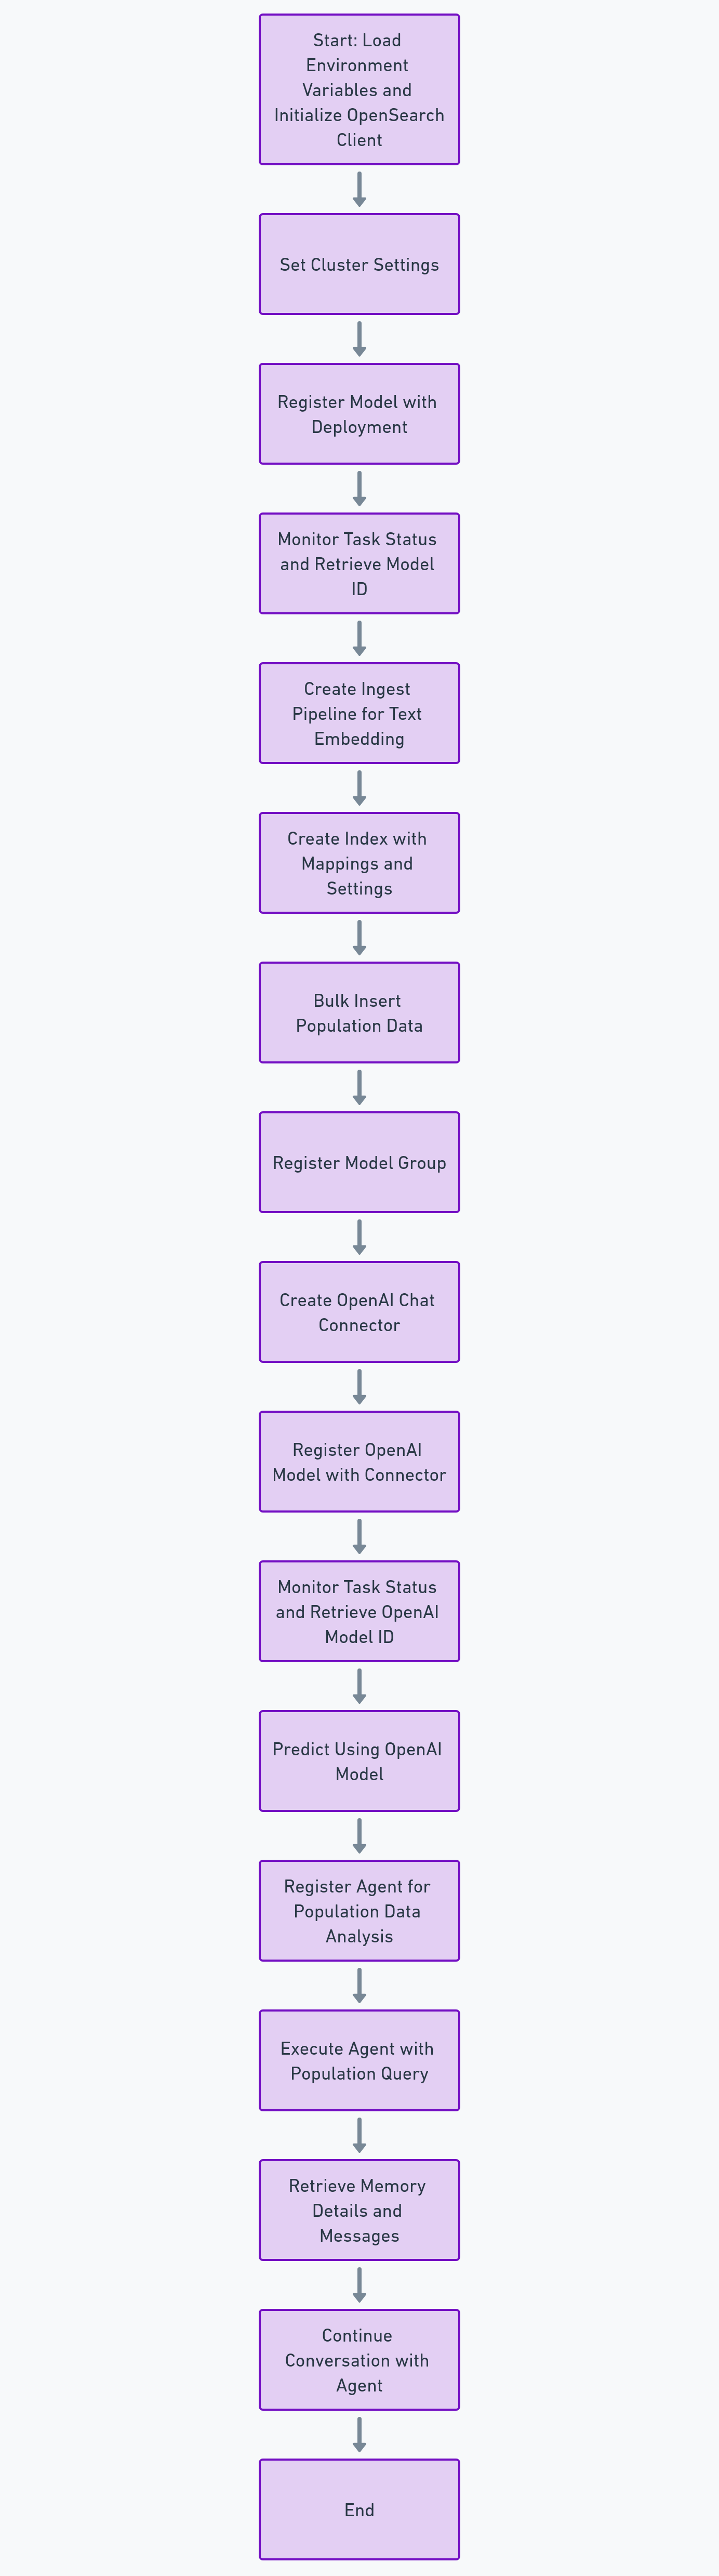 Start: Load
Environment
Variables and
Initialize OpenSearch
Client
Set Cluster Settings
Register Model with
Deployment
Monitor Task Status
and Retrieve Model
ID
Create Ingest
Pipeline for Text
Embedding
Create Index with
Mappings and
Settings
Bulk Insert
Population Data
Register Model Group
Create OpenAI Chat
Connector
Register OpenAI
Model with Connector
Monitor Task Status
and Retrieve OpenAI
Model ID
Predict Using OpenAI
Model
Register Agent for
Population Data
Analysis
Execute Agent with
Population Query
Retrieve Memory
Details and
Messages
Continue
Conversation with
Agent
End